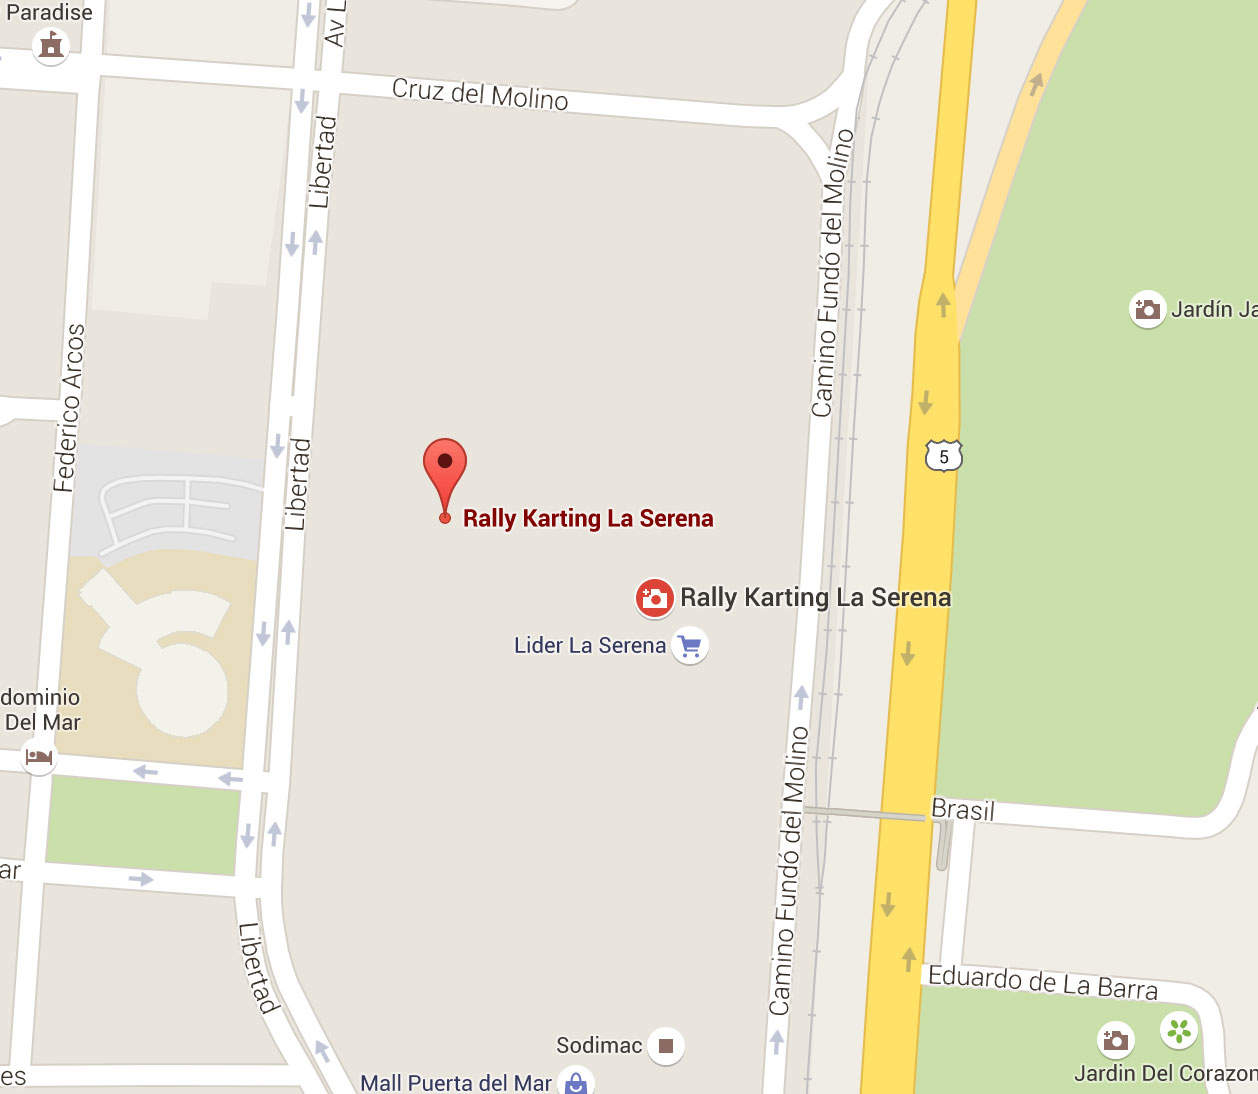 Paradise
Av L
Cruz del Molino
Libertad
Camino Fundó del Molino
Jardín Ja
Federico Arcos
Libertad
5
Rally Karting La Serena
Rally Karting La Serena
Lider La Serena
dominio
Del Mar
Camino Fundó del Molino
Brasil
ar
Libertad
Eduardo de La Barra
Sodimac
es
Mall Puerta del Mar
Jardin Del Corazon